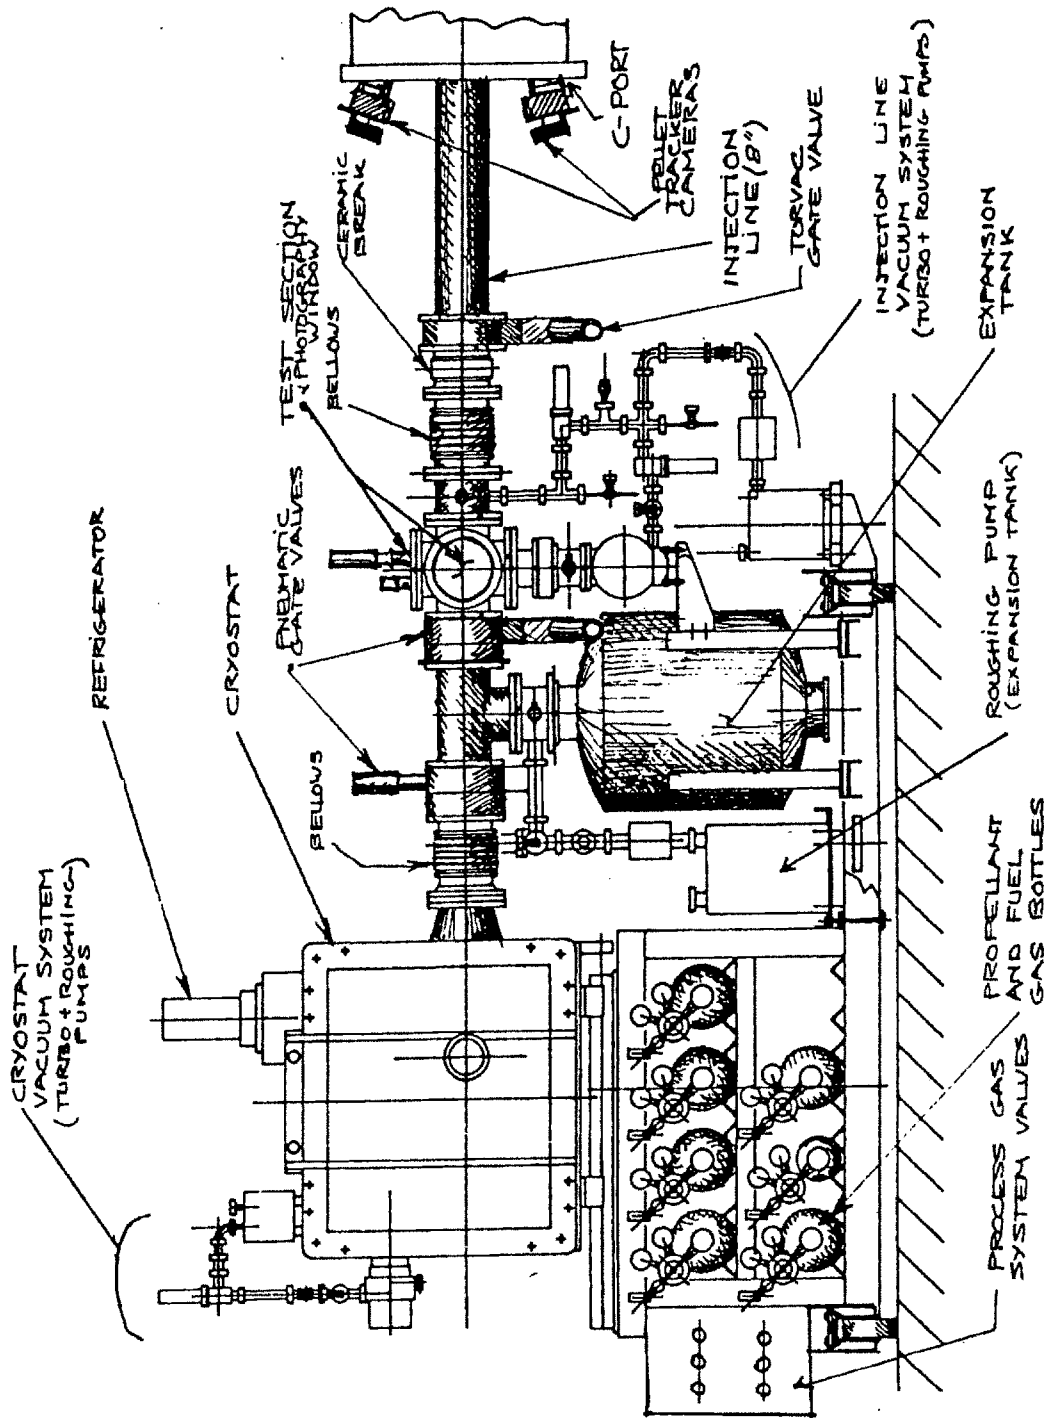 CRYOSTAT
VACUUM SYSTEM
(TURBO + ROUGHING
PUMPS)
REFRIGERATOR
CRYOSTAT
BELLOWS
PNEUMATIC
GATE VALVES
TEST SECTION
(PHOTOGRAPHY
WINDOW
BELLOWS
CERAMIC
BREAK
C-PORT
PELLET
TRACKER
CAMERAS
INJECTION
LINE (8")
TORVAC
GATE VALVE
INJECTION LINE
VACUUM SYSTEM
(TURBO + ROUGHING PUMPS)
EXPANSION
TANK
ROUGHING PUMP
(EXPANSION TANK)
PROPELLANT
AND FUEL
GAS BOTTLES
PROCESS GAS
SYSTEM VALVES